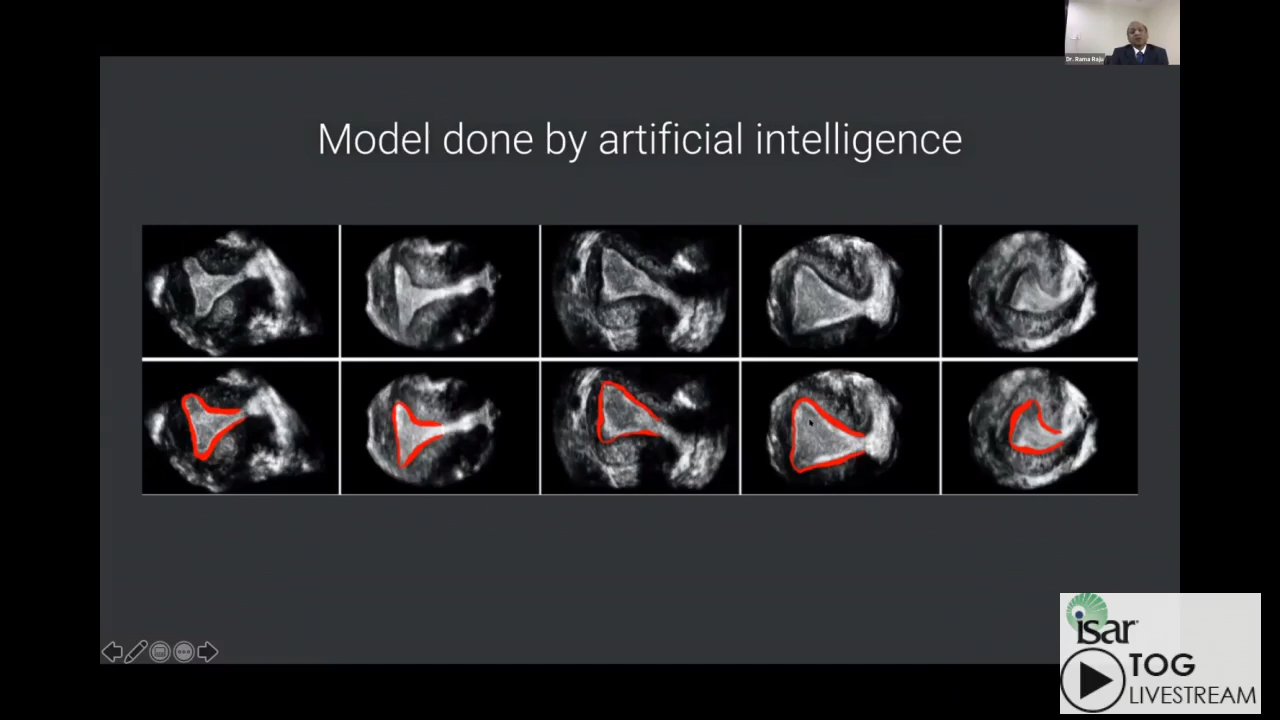 Dr. Rama Raju
Model done by artificial intelligence
isar
TOG
LIVESTREAM